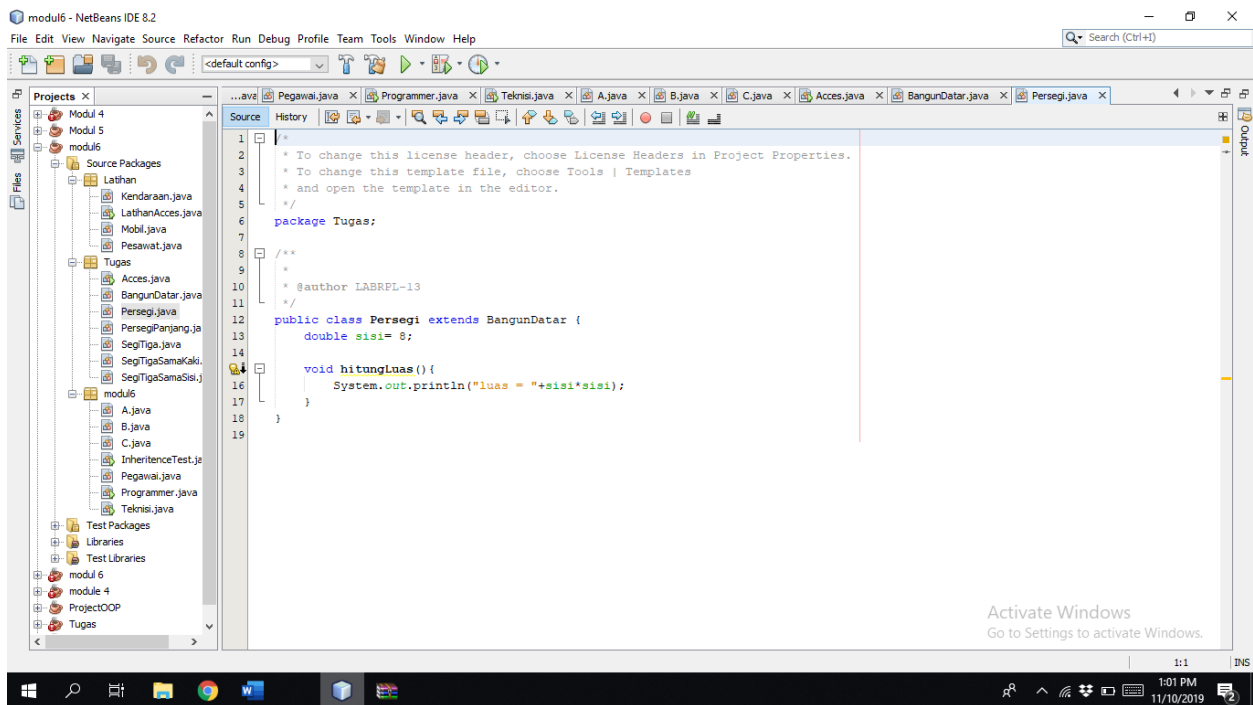 modul6 - NetBeans IDE 8.2
File Edit View Navigate Source Refactor Run Debug Profile Team Tools Window Help
Search (Ctrl+I)
<default config>
Projects
...ava Pegawai.java Programmer.java Teknisi.java A.java B.java C.java Acces.java BangunDatar.java Persegi.java
Source History
Services
Files
Output
Modul 4
Modul 5
modul6
Source Packages
Latihan
Kendaraan.java
LatihanAcces.java
Mobil.java
Pesawat.java
Tugas
Acces.java
BangunDatar.java
Persegi.java
PersegiPanjang.ja
SegiTiga.java
SegiTigaSamaKaki.
SegiTigaSamaSisi.j
modul6
A.java
B.java
C.java
InheritenceTest.ja
Pegawai.java
Programmer.java
Teknisi.java
Test Packages
Libraries
Test Libraries
modul 6
module 4
ProjectOOP
Tugas
1 /*
2 * To change this license header, choose License Headers in Project Properties.
3 * To change this template file, choose Tools | Templates
4 * and open the template in the editor.
5 */
6 package Tugas;
7
8 /**
9 *
10 * @author LABRPL-13
11 */
12 public class Persegi extends BangunDatar {
13 double sisi= 8;
14
void hitungLuas(){
16 System.out.println("luas = "+sisi*sisi);
17 }
18 }
19
Activate Windows
Go to Settings to activate Windows.
1:1 INS
1:01 PM
11/10/2019
2